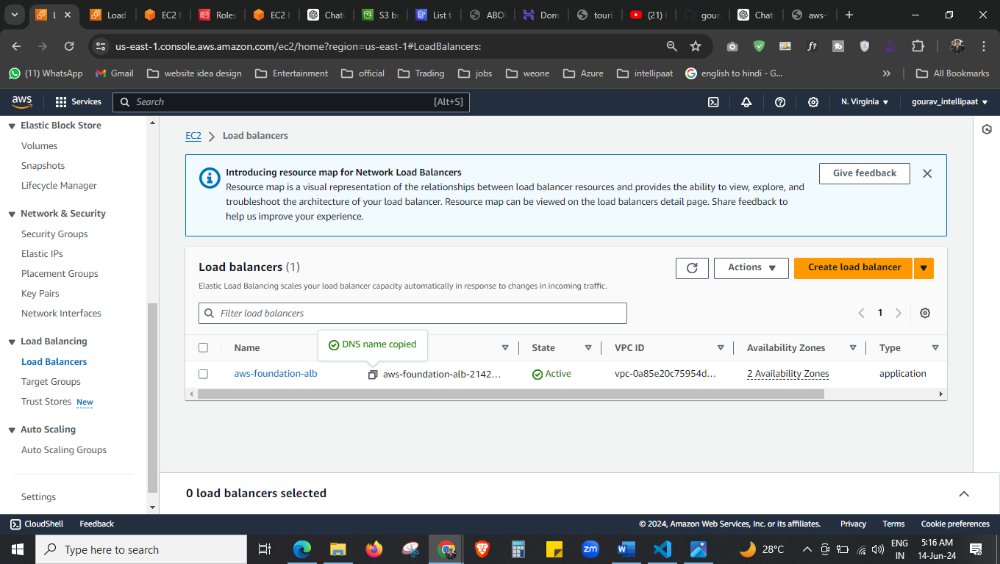 L
Load
EC2 I
Roles
EC2 I
ChatG
S3 bu
List t
ABO
Dom
touri
(21)
gour
Chat
aws-
us-east-1.console.aws.amazon.com/ec2/home?region=us-east-1#LoadBalancers:
(11) WhatsApp
Gmail
website idea design
Entertainment
official
Trading
jobs
weone
Azure
intellipaat
english to hindi - G...
All Bookmarks
aws
Services
Search
[Alt+S]
N. Virginia
gourav_intellipaat
Elastic Block Store
Volumes
Snapshots
Lifecycle Manager
Network & Security
Security Groups
Elastic IPs
Placement Groups
Key Pairs
Network Interfaces
Load Balancing
Load Balancers
Target Groups
Trust Stores New
Auto Scaling
Auto Scaling Groups
Settings
EC2
Load balancers
Introducing resource map for Network Load Balancers
Resource map is a visual representation of the relationships between load balancer resources and provides the ability to view, explore, and
troubleshoot the architecture of your load balancer. Resource map can be viewed on the load balancers detail page. Share feedback to
help us improve your experience.
Give feedback
Load balancers (1)
Elastic Load Balancing scales your load balancer capacity automatically in response to changes in incoming traffic.
Actions
Create load balancer
Filter load balancers
1
DNS name copied
Name
State
VPC ID
Availability Zones
Type
aws-foundation-alb
aws-foundation-alb-2142...
Active
vpc-0a85e20c75954d...
2 Availability Zones
application
0 load balancers selected
CloudShell
Feedback
© 2024, Amazon Web Services, Inc. or its affiliates.
Privacy
Terms
Cookie preferences
Type here to search
zm
28°C
ENG
IN
5:16 AM
14-Jun-24